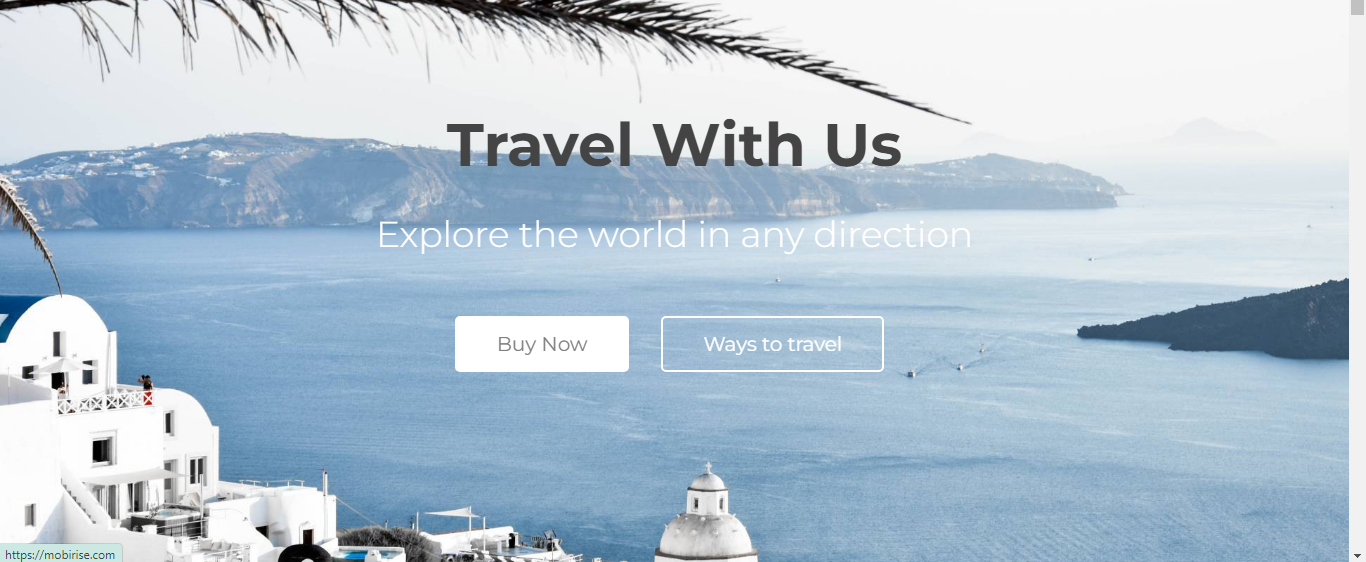 Travel With Us
Explore the world in any direction
Buy Now
Ways to travel
https://mobirise.com